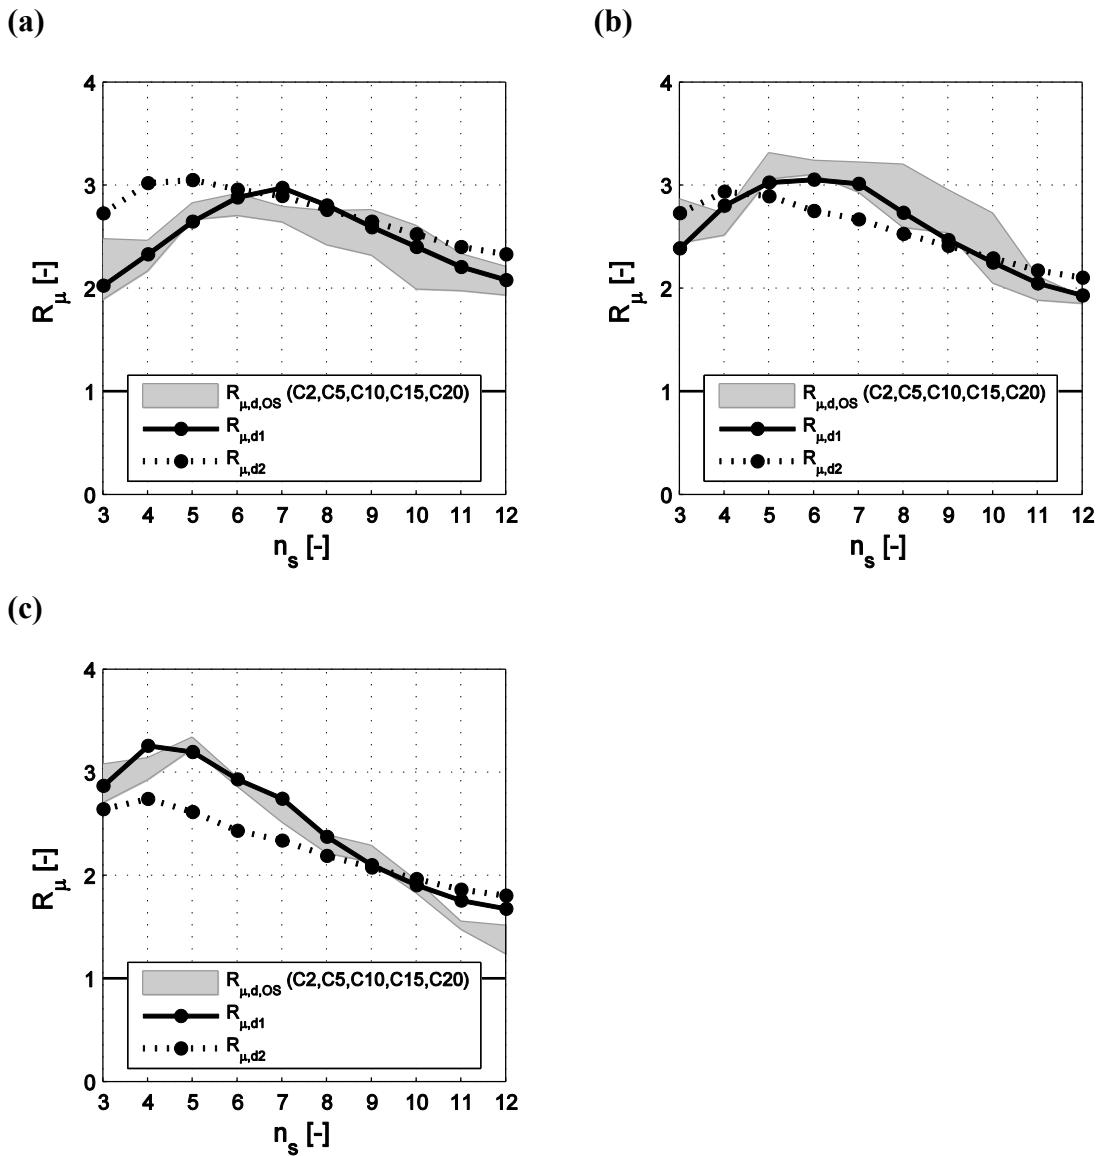 (a)
(b)
4
3
2
1
0
R_μ [-]
3 4 5 6 7 8 9 10 11 12
n_s [-]
R_μ,d,OS (C2,C5,C10,C15,C20)
R_μ,d1
R_μ,d2
4
3
2
1
0
R_μ [-]
3 4 5 6 7 8 9 10 11 12
n_s [-]
R_μ,d,OS (C2,C5,C10,C15,C20)
R_μ,d1
R_μ,d2
(c)
4
3
2
1
0
R_μ [-]
3 4 5 6 7 8 9 10 11 12
n_s [-]
R_μ,d,OS (C2,C5,C10,C15,C20)
R_μ,d1
R_μ,d2